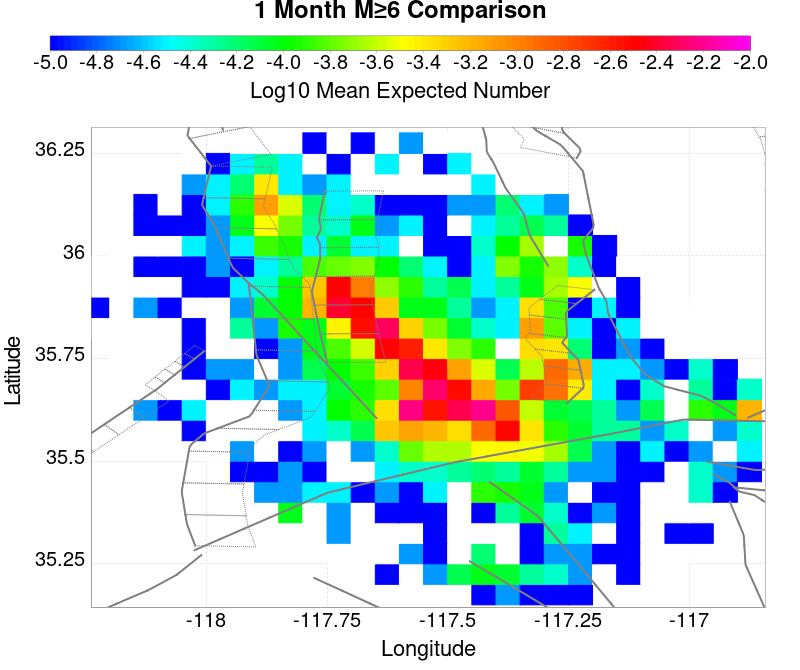 1 Month M≥6 Comparison
-5.0 -4.8 -4.6 -4.4 -4.2 -4.0 -3.8 -3.6 -3.4 -3.2 -3.0 -2.8 -2.6 -2.4 -2.2 -2.0
Log10 Mean Expected Number
36.25
36
35.75
35.5
35.25
Latitude
-118 -117.75 -117.5 -117.25 -117
Longitude